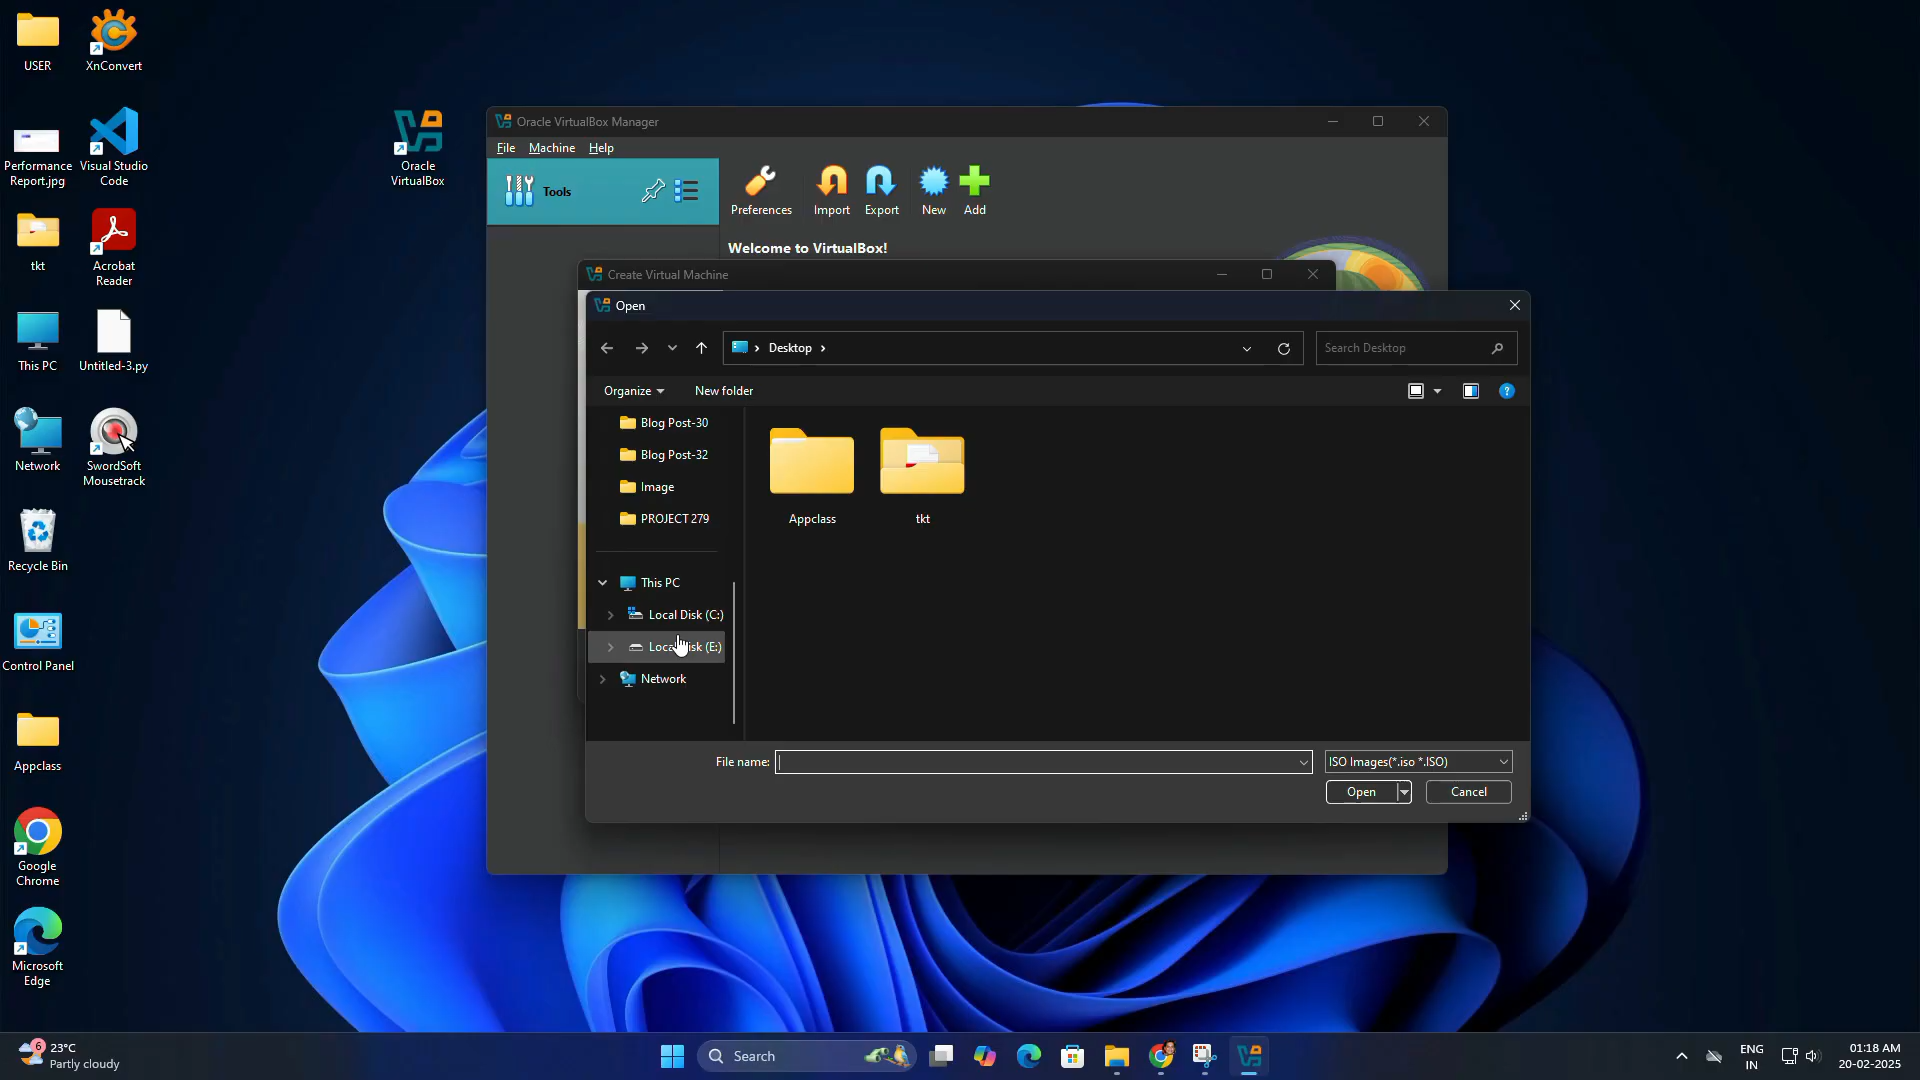 USER
XnConvert
Performance
Report.jpg
Visual Studio
Code
tkt
Acrobat
Reader
This PC
Untitled-3.py
Network
SwordSoft
Mousetrack
Recycle Bin
Control Panel
Appclass
Google
Chrome
Microsoft
Edge
Oracle
VirtualBox
Oracle VirtualBox Manager
File Machine Help
Tools
Preferences Import Export New Add
Welcome to VirtualBox!
Create Virtual Machine
Open
Desktop
Search Desktop
Organize New folder
Blog Post-30
Blog Post-32
Image
PROJECT 279
This PC
Local Disk (C:)
Local Disk (E:)
Network
Appclass
tkt
File name:
ISO Images(*.iso *.ISO)
Open Cancel
6
23°C
Partly cloudy
Search
ENG
IN
01:18 AM
20-02-2025